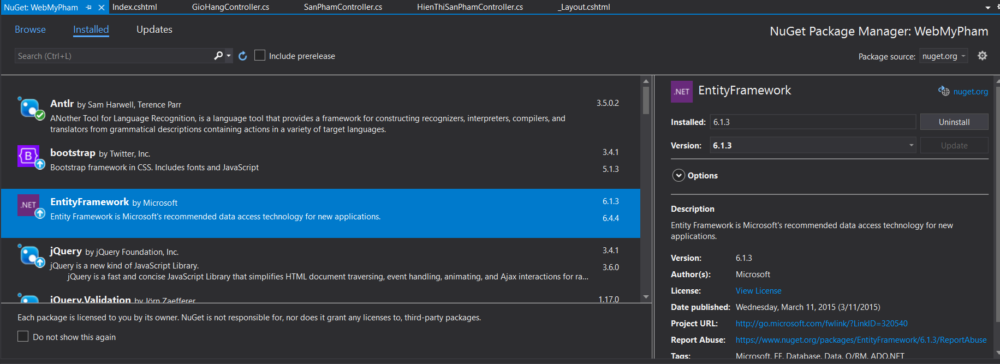 NuGet: WebMyPham
Index.cshtml
GioHangController.cs
SanPhamController.cs
HienThiSanPhamController.cs
_Layout.cshtml
Browse
Installed
Updates
NuGet Package Manager: WebMyPham
Search (Ctrl+L)
Include prerelease
Package source: nuget.org
Antlr by Sam Harwell, Terence Parr
3.5.0.2
ANother Tool for Language Recognition, is a language tool that provides a framework for constructing recognizers, interpreters, compilers, and
translators from grammatical descriptions containing actions in a variety of target languages.
bootstrap by Twitter, Inc.
3.4.1
Bootstrap framework in CSS. Includes fonts and JavaScript
5.1.3
.NET
EntityFramework by Microsoft
6.1.3
Entity Framework is Microsoft's recommended data access technology for new applications.
6.4.4
jQuery by jQuery Foundation, Inc.
3.4.1
jQuery is a new kind of JavaScript Library.
3.6.0
jQuery is a fast and concise JavaScript Library that simplifies HTML document traversing, event handling, animating, and Ajax interactions for ra...
jQuery.Validation by Jörn Zaefferer
1.17.0
Each package is licensed to you by its owner. NuGet is not responsible for, nor does it grant any licenses to, third-party packages.
Do not show this again
.NET
EntityFramework
nuget.org
Installed: 6.1.3
Uninstall
Version: 6.1.3
Update
Options
Description
Entity Framework is Microsoft's recommended data access technology for new
applications.
Version: 6.1.3
Author(s): Microsoft
License: View License
Date published: Wednesday, March 11, 2015 (3/11/2015)
Project URL: http://go.microsoft.com/fwlink/?LinkID=320540
Report Abuse: https://www.nuget.org/packages/EntityFramework/6.1.3/ReportAbuse
Tags: Microsoft, EF, Database, Data, O/RM, ADO.NET